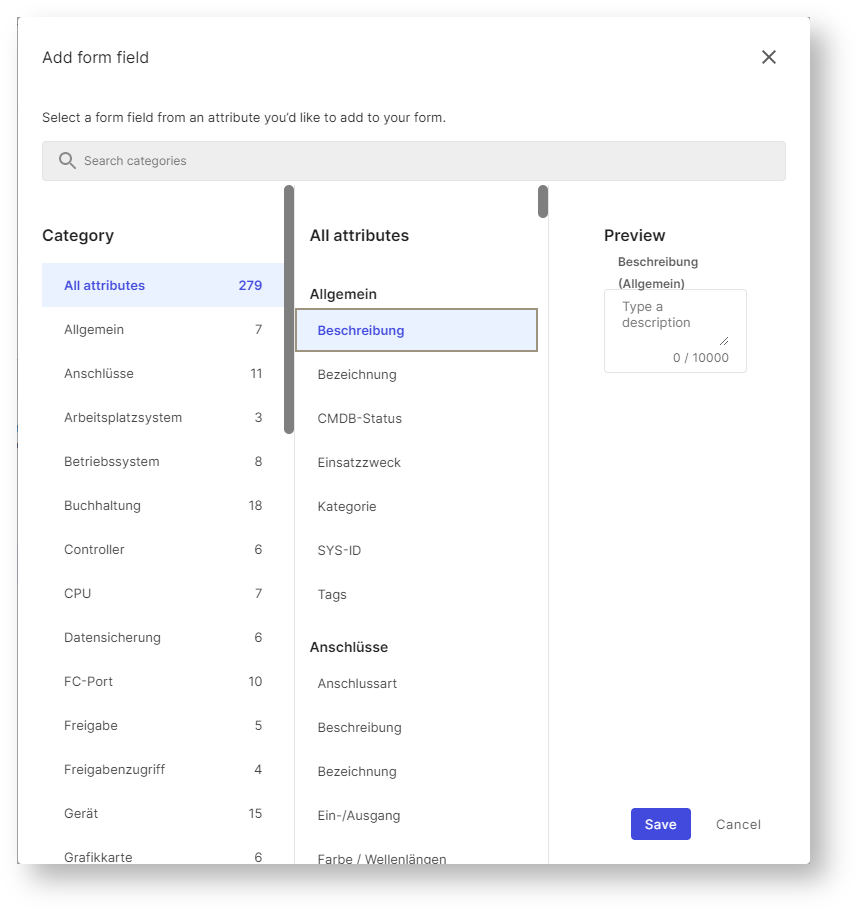 Add form field
Select a form field from an attribute you'd like to add to your form.
Search categories
Category
All attributes 279
Allgemein 7
Anschlüsse 11
Arbeitsplatzsystem 3
Betriebssystem 8
Buchhaltung 18
Controller 6
CPU 7
Datensicherung 6
FC-Port 10
Freigabe 5
Freigabenzugriff 4
Gerät 15
Grafikkarte 6
All attributes
Allgemein
Beschreibung
Bezeichnung
CMDB-Status
Einsatzzweck
Kategorie
SYS-ID
Tags
Anschlüsse
Anschlussart
Beschreibung
Bezeichnung
Ein-/Ausgang
Farbe / Wellenlängen
Preview
Beschreibung
(Allgemein)
Type a
description
0 / 10000
Save Cancel